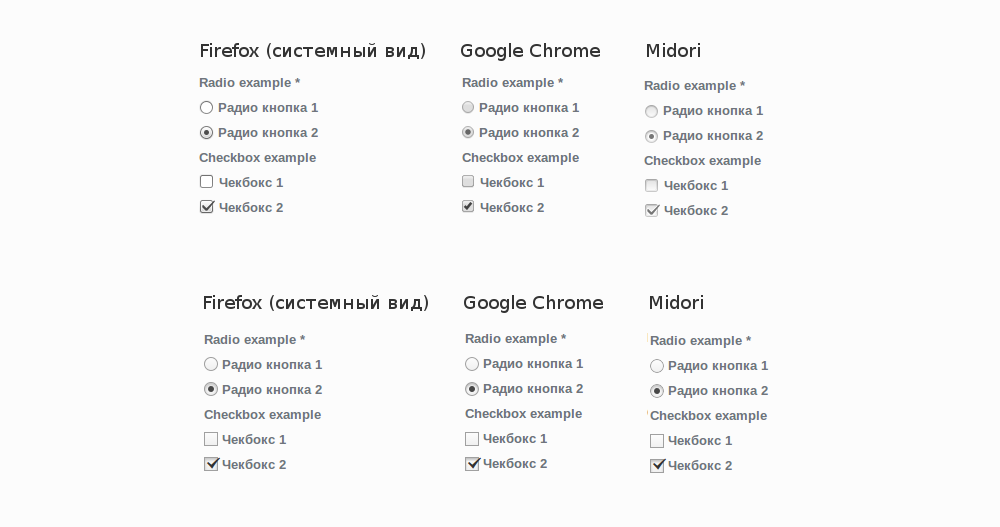 Firefox (системный вид)
Radio example *
Радио кнопка 1
Радио кнопка 2
Checkbox example
Чекбокс 1
Чекбокс 2
Google Chrome
Radio example *
Радио кнопка 1
Радио кнопка 2
Checkbox example
Чекбокс 1
Чекбокс 2
Midori
Radio example *
Радио кнопка 1
Радио кнопка 2
Checkbox example
Чекбокс 1
Чекбокс 2
Firefox (системный вид)
Radio example *
Радио кнопка 1
Радио кнопка 2
Checkbox example
Чекбокс 1
Чекбокс 2
Google Chrome
Radio example *
Радио кнопка 1
Радио кнопка 2
Checkbox example
Чекбокс 1
Чекбокс 2
Midori
Radio example *
Радио кнопка 1
Радио кнопка 2
Checkbox example
Чекбокс 1
Чекбокс 2